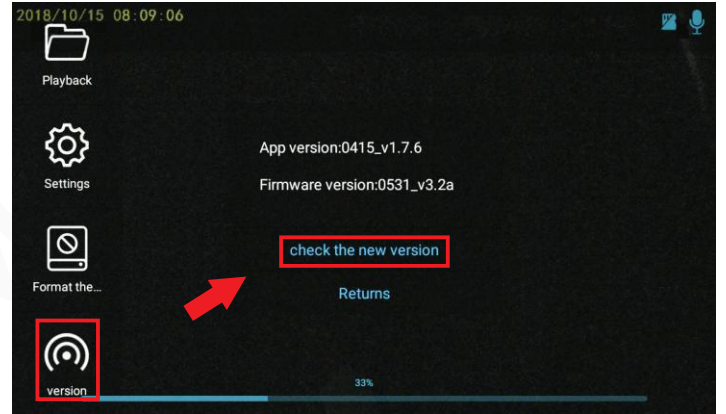 2018/10/15 08:09:06
Playback
Settings
Format the...
version
App version:0415_v1.7.6
Firmware version:0531_v3.2a
check the new version
Returns
33%